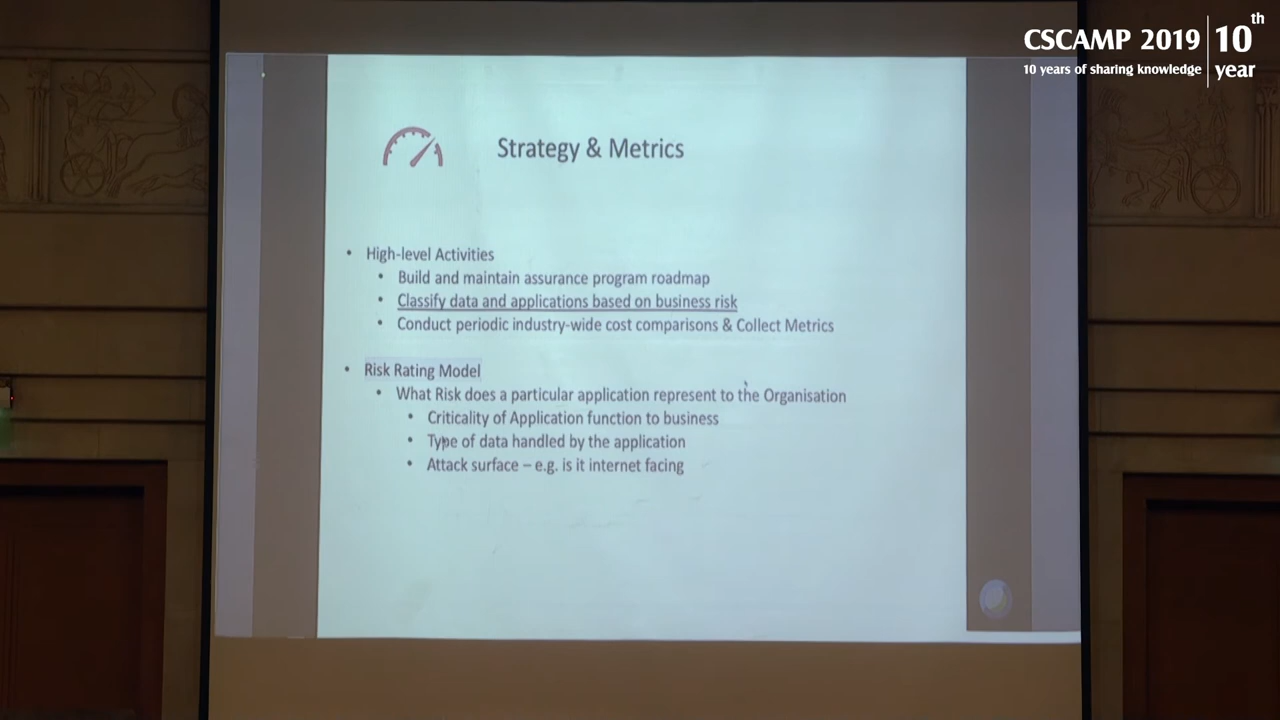 CSCAMP 2019
10 years of sharing knowledge
10th
year
Strategy & Metrics
• High-level Activities
• Build and maintain assurance program roadmap
• Classify data and applications based on business risk
• Conduct periodic industry-wide cost comparisons & Collect Metrics
• Risk Rating Model
• What Risk does a particular application represent to the Organisation
• Criticality of Application function to business
• Type of data handled by the application
• Attack surface – e.g. is it internet facing